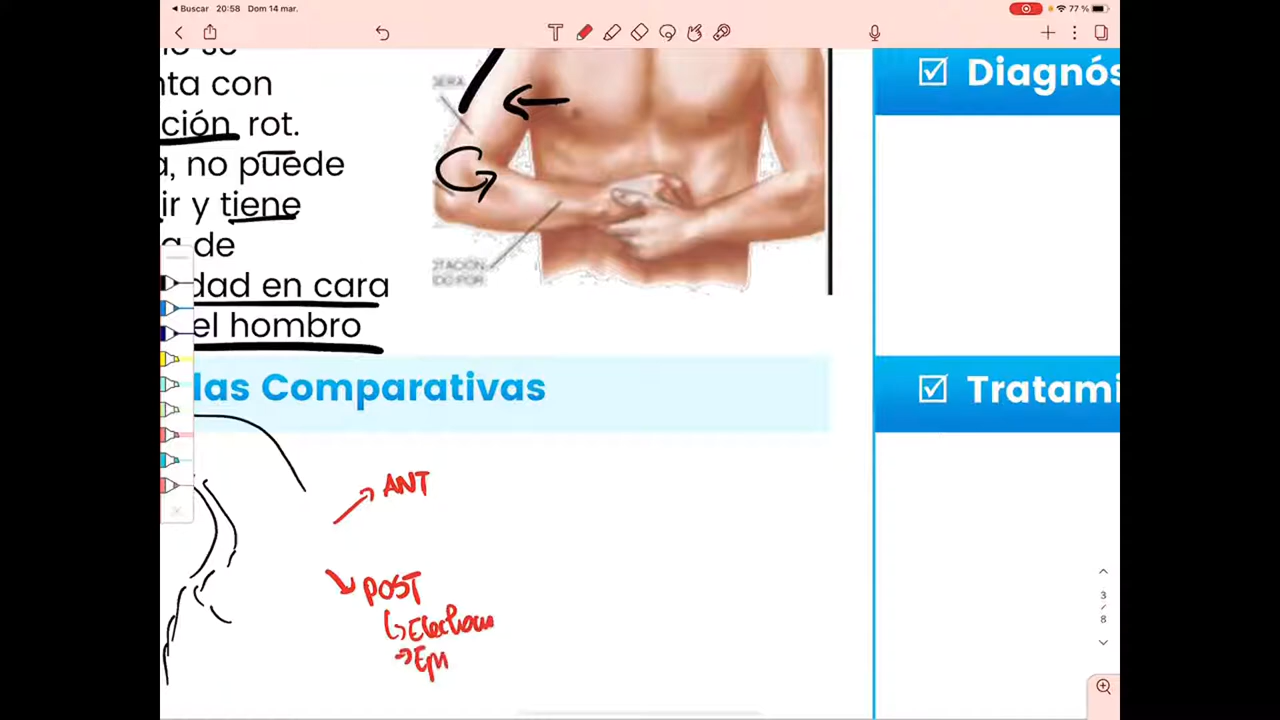 Buscar 20:58 Dom 14 mar.
77 %
nta con
ción rot.
a, no puede
ir y tiene
a de
dad en cara
el hombro
las Comparativas
ANT
POST
Epi
Diagnós
Tratami
3
/
8